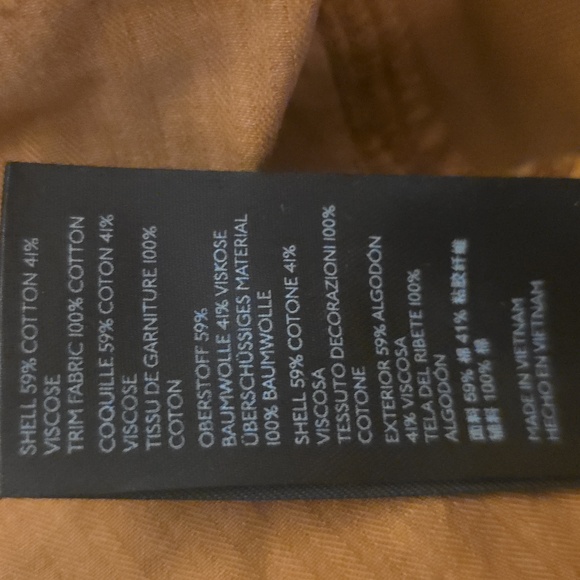 SHELL 59% COTTON 41%
VISCOSE
TRIM FABRIC 100% COTTON
COQUILLE 59% COTON 41%
VISCOSE
TISSU DE GARNITURE 100%
COTON
OBERSTOFF 59%
BAUMWOLLE 41% VISKOSE
ÜBERSCHÜSSIGES MATERIAL
100% BAUMWOLLE
SHELL 59% COTONE 41%
VISCOSA
TESSUTO DECORAZIONI 100%
COTONE
EXTERIOR 59% ALGODÓN
41% VISCOSA
TELA DEL RIBETE 100%
ALGODÓN
面料 59% 棉 41% 粘胶纤维
辅料 100% 棉
MADE IN VIETNAM
HECHO EN VIETNAM